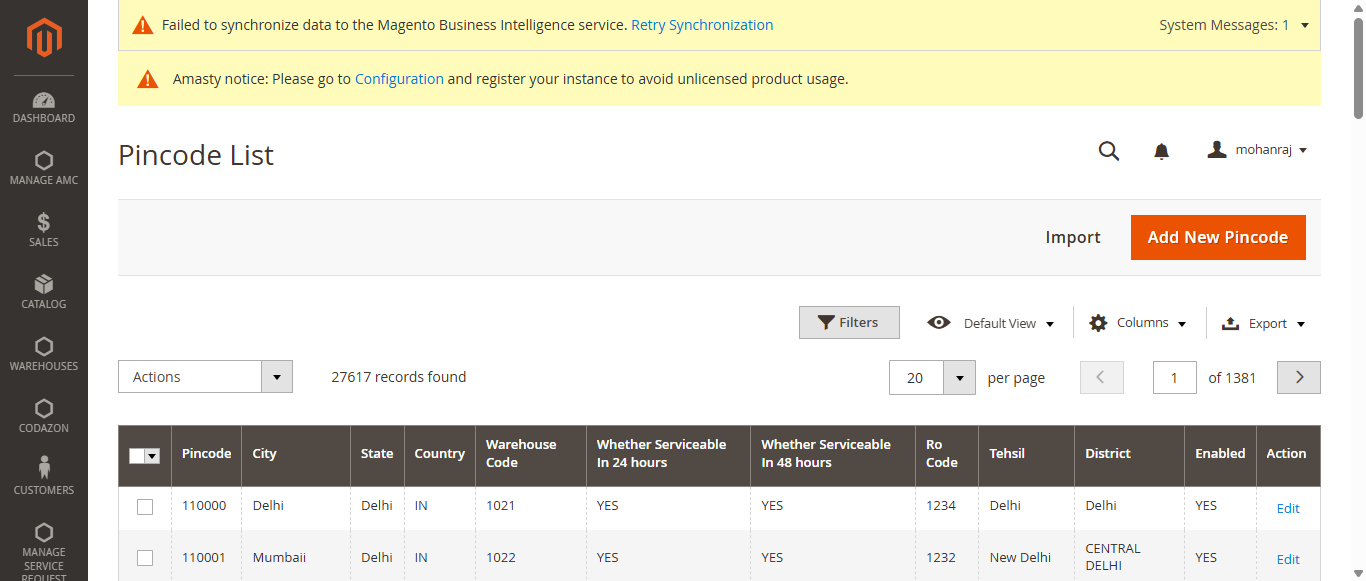 Failed to synchronize data to the Magento Business Intelligence service. Retry Synchronization
System Messages: 1
Amasty notice: Please go to Configuration and register your instance to avoid unlicensed product usage.
DASHBOARD
MANAGE AMC
SALES
CATALOG
WAREHOUSES
CODAZON
CUSTOMERS
MANAGE
SERVICE
REQUEST
Pincode List
mohanraj
Import
Add New Pincode
Filters
Default View
Columns
Export
Actions
27617 records found
20 per page
1 of 1381
Pincode City State Country Warehouse Code Whether Serviceable In 24 hours Whether Serviceable In 48 hours Ro Code Tehsil District Enabled Action
110000 Delhi Delhi IN 1021 YES YES 1234 Delhi Delhi YES Edit
110001 Mumbaii Delhi IN 1022 YES YES 1232 New Delhi CENTRAL DELHI YES Edit